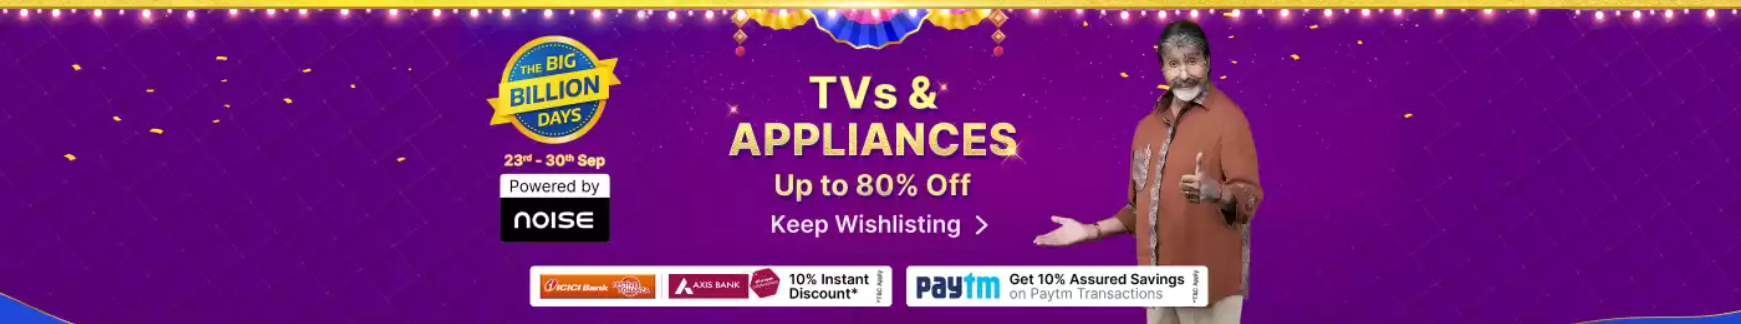 THE BIG
BILLION
DAYS
23rd - 30th Sep
Powered by
NOISE
TVs &
APPLIANCES
Up to 80% Off
Keep Wishlisting >
ICICI Bank
AXIS BANK
10% Instant
Discount*
*T&C Apply
paytm
Get 10% Assured Savings
on Paytm Transactions
*T&C Apply